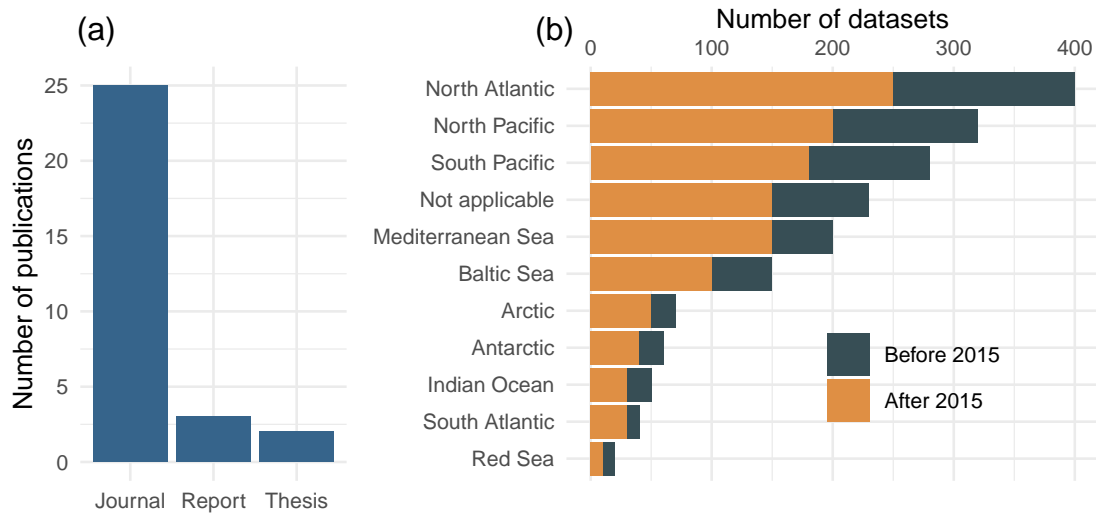 (a)
Number of publications
25
20
15
10
5
0
Journal Report Thesis
(b)
Number of datasets
0 100 200 300 400
North Atlantic
North Pacific
South Pacific
Not applicable
Mediterranean Sea
Baltic Sea
Arctic
Antarctic
Indian Ocean
South Atlantic
Red Sea
Before 2015
After 2015